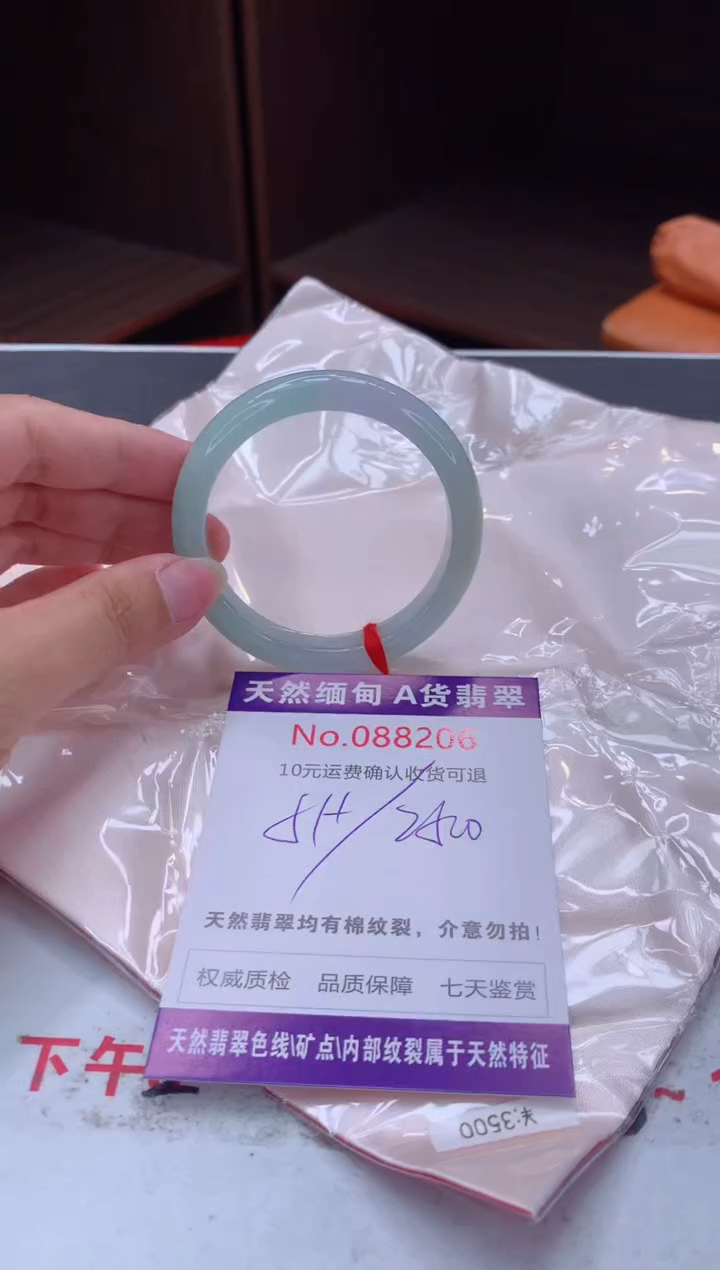 天然缅甸 A货翡翠
No.088206
10元运费确认收货可退
天然翡翠均有棉纹裂，介意勿拍！
权威质检 品质保障 七天鉴赏
天然翡翠色线\矿点\内部纹裂属于天然特征
下午
~
¥:3500